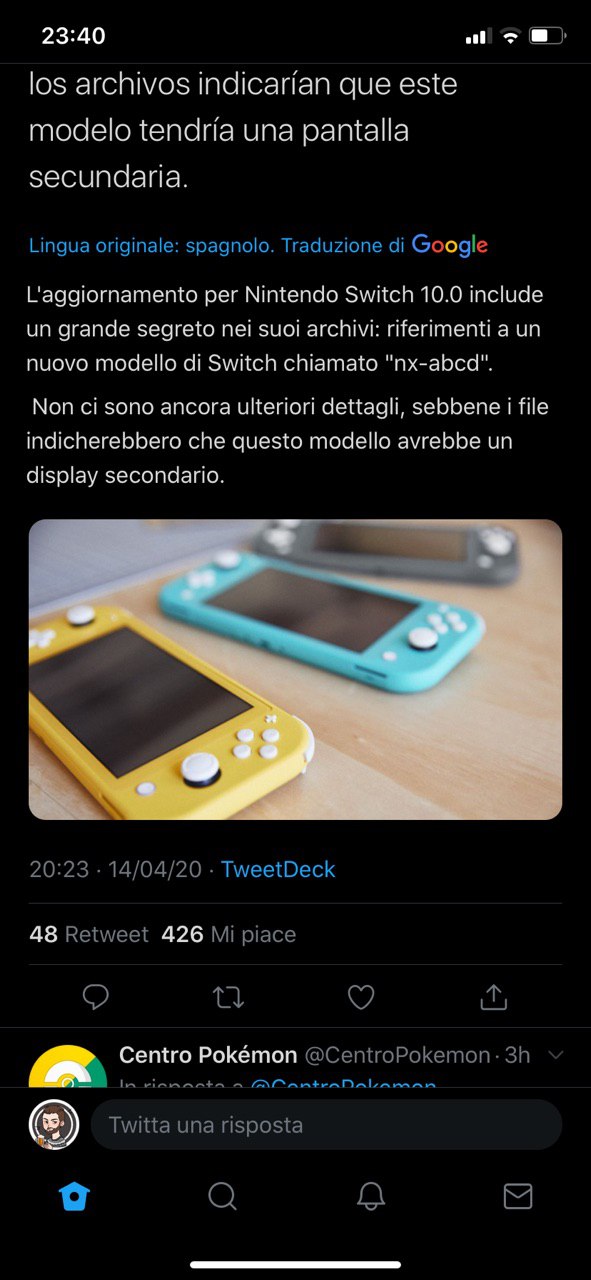 23:40
los archivos indicarían que este
modelo tendría una pantalla
secundaria.
Lingua originale: spagnolo. Traduzione di Google
L'aggiornamento per Nintendo Switch 10.0 include
un grande segreto nei suoi archivi: riferimenti a un
nuovo modello di Switch chiamato "nx-abcd".
Non ci sono ancora ulteriori dettagli, sebbene i file
indicherebbero che questo modello avrebbe un
display secondario.
20:23 · 14/04/20 · TweetDeck
48 Retweet 426 Mi piace
Centro Pokémon @CentroPokemon · 3h
In risposta a @CentroPokemon
Twitta una risposta